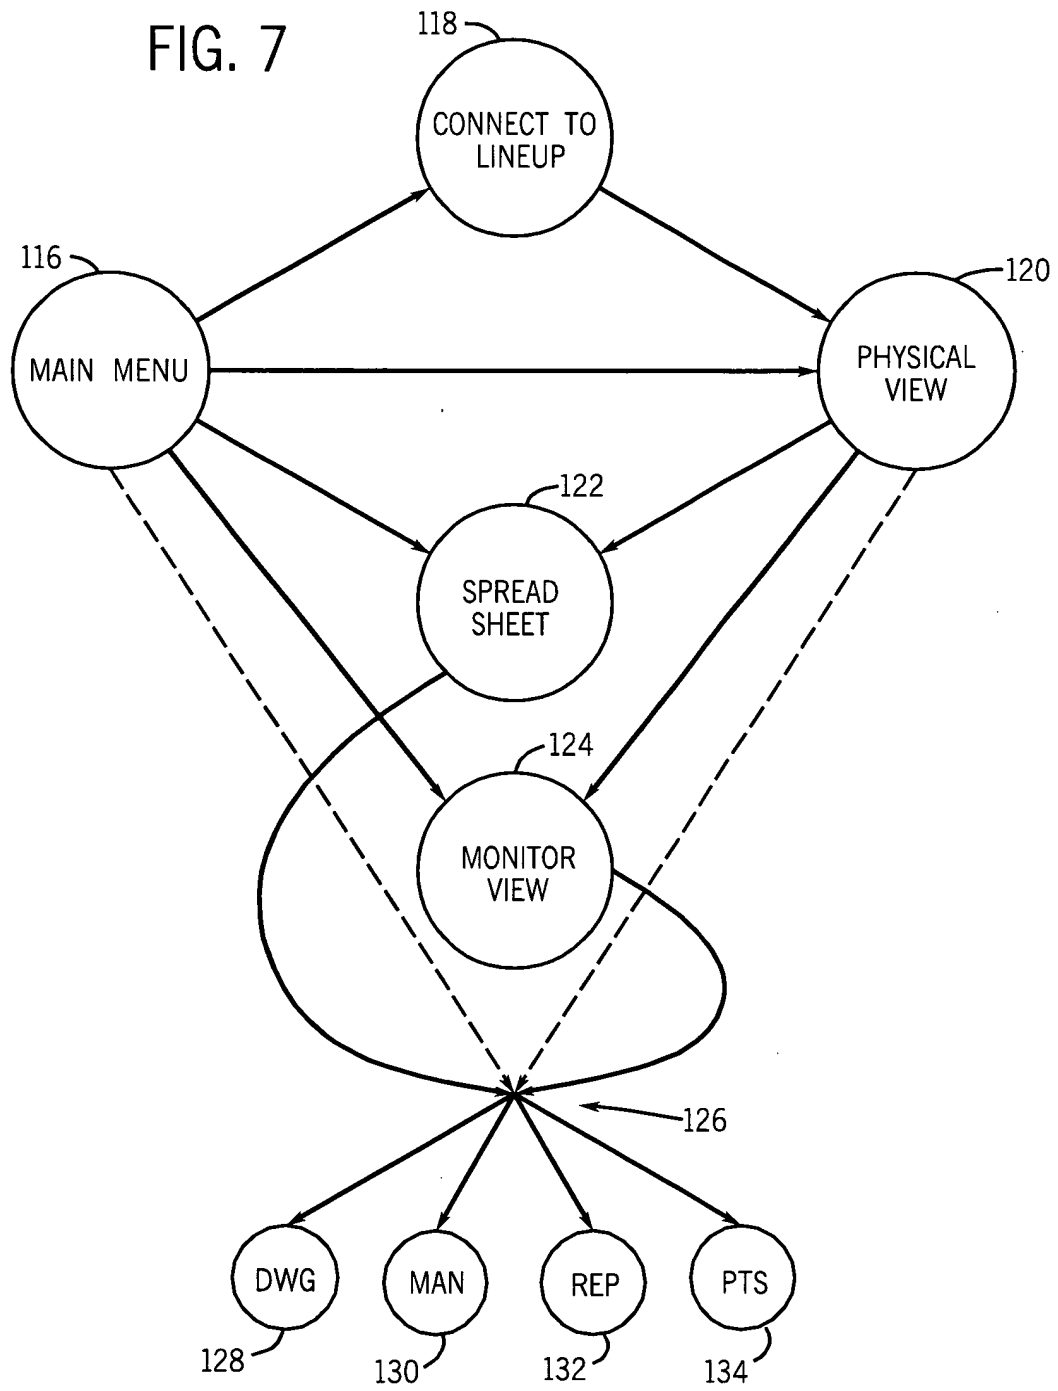 FIG. 7
118
CONNECT TO
LINEUP
116
MAIN MENU
120
PHYSICAL
VIEW
122
SPREAD
SHEET
124
MONITOR
VIEW
126
DWG
MAN
REP
PTS
128
130
132
134